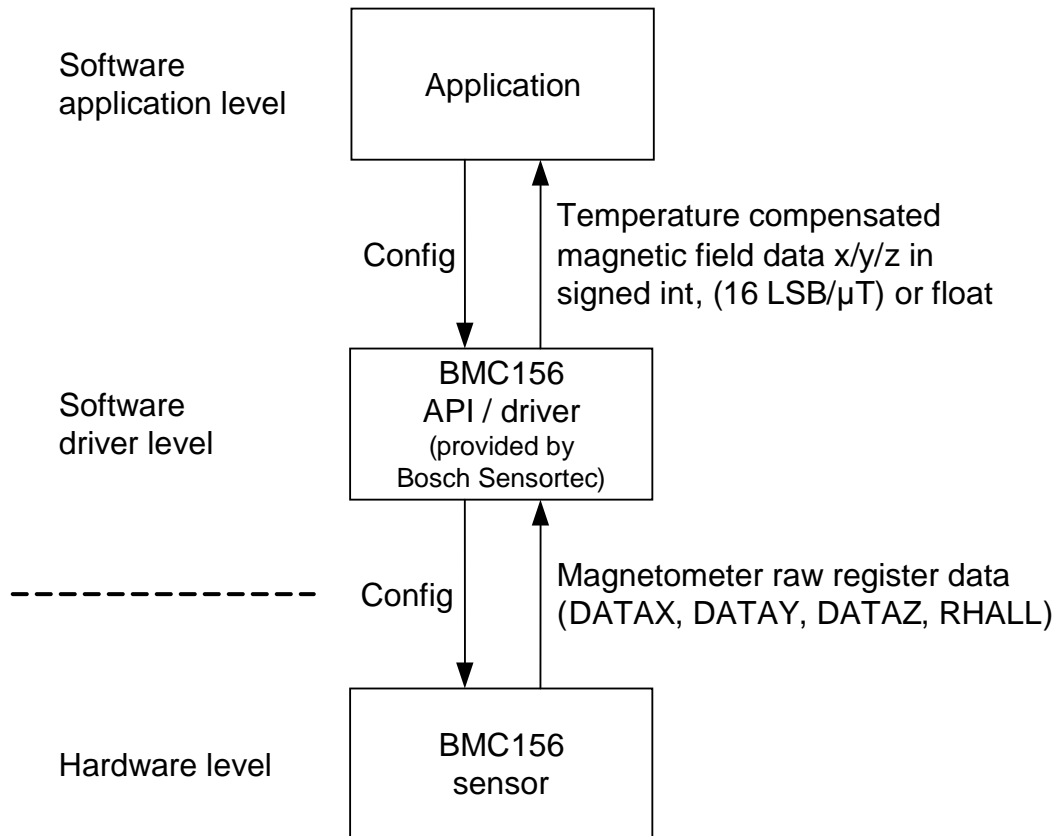 Software
application level
Application
Config
Temperature compensated
magnetic field data x/y/z in
signed int, (16 LSB/µT) or float
Software
driver level
BMC156
API / driver
(provided by
Bosch Sensortec)
Config
Magnetometer raw register data
(DATAX, DATAY, DATAZ, RHALL)
Hardware level
BMC156
sensor